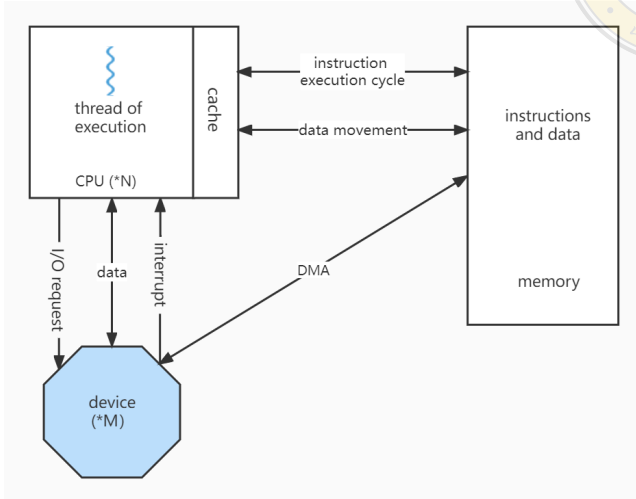 thread of
execution
CPU (*N)
cache
instruction
execution cycle
data movement
instructions
and data
memory
I/O request
data
interrupt
DMA
device
(*M)